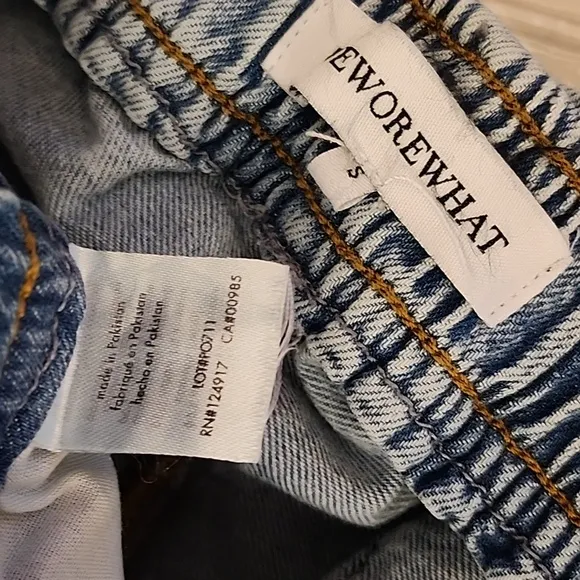 EWOREWHAT
S
made in Pakistan
fabriqué en Pakistan
hecho en Pakistan
LOT#PO711
RN#124917 CA#00985